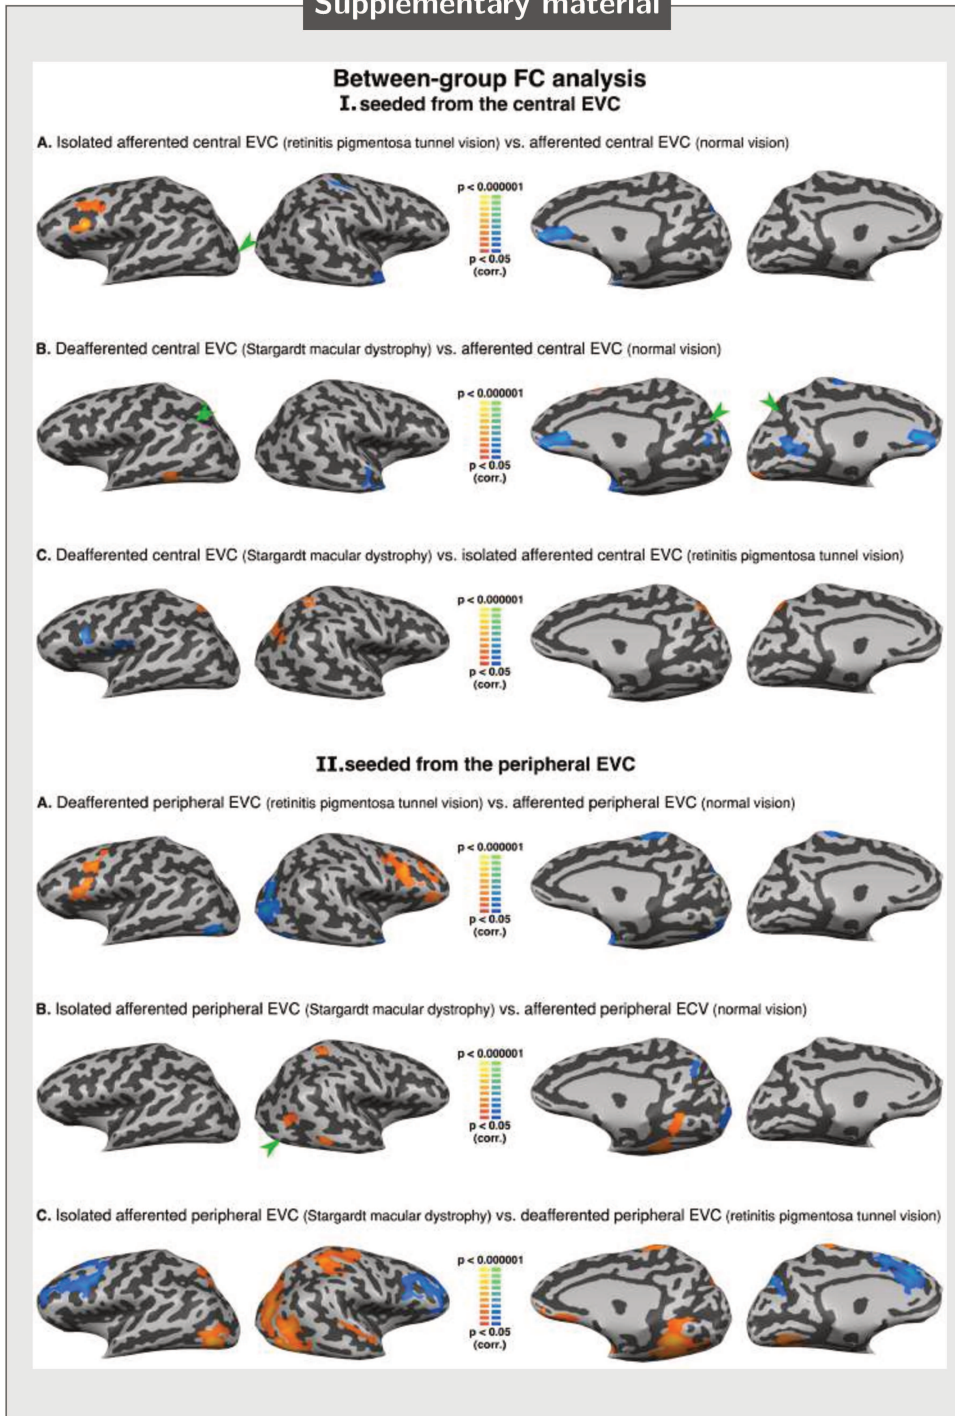 Supplementary material
Between-group FC analysis
I. seeded from the central EVC
A. Isolated afferented central EVC (retinitis pigmentosa tunnel vision) vs. afferented central EVC (normal vision)
p < 0.000001
p < 0.05
(corr.)
B. Deafferented central EVC (Stargardt macular dystrophy) vs. afferented central EVC (normal vision)
p < 0.000001
p < 0.05
(corr.)
C. Deafferented central EVC (Stargardt macular dystrophy) vs. isolated afferented central EVC (retinitis pigmentosa tunnel vision)
p < 0.000001
p < 0.05
(corr.)
II.seeded from the peripheral EVC
A. Deafferented peripheral EVC (retinitis pigmentosa tunnel vision) vs. afferented peripheral EVC (normal vision)
p < 0.000001
p < 0.05
(corr.)
B. Isolated afferented peripheral EVC (Stargardt macular dystrophy) vs. afferented peripheral ECV (normal vision)
p < 0.000001
p < 0.05
(corr.)
C. Isolated afferented peripheral EVC (Stargardt macular dystrophy) vs. deafferented peripheral EVC (retinitis pigmentosa tunnel vision)
p < 0.000001
p < 0.05
(corr.)